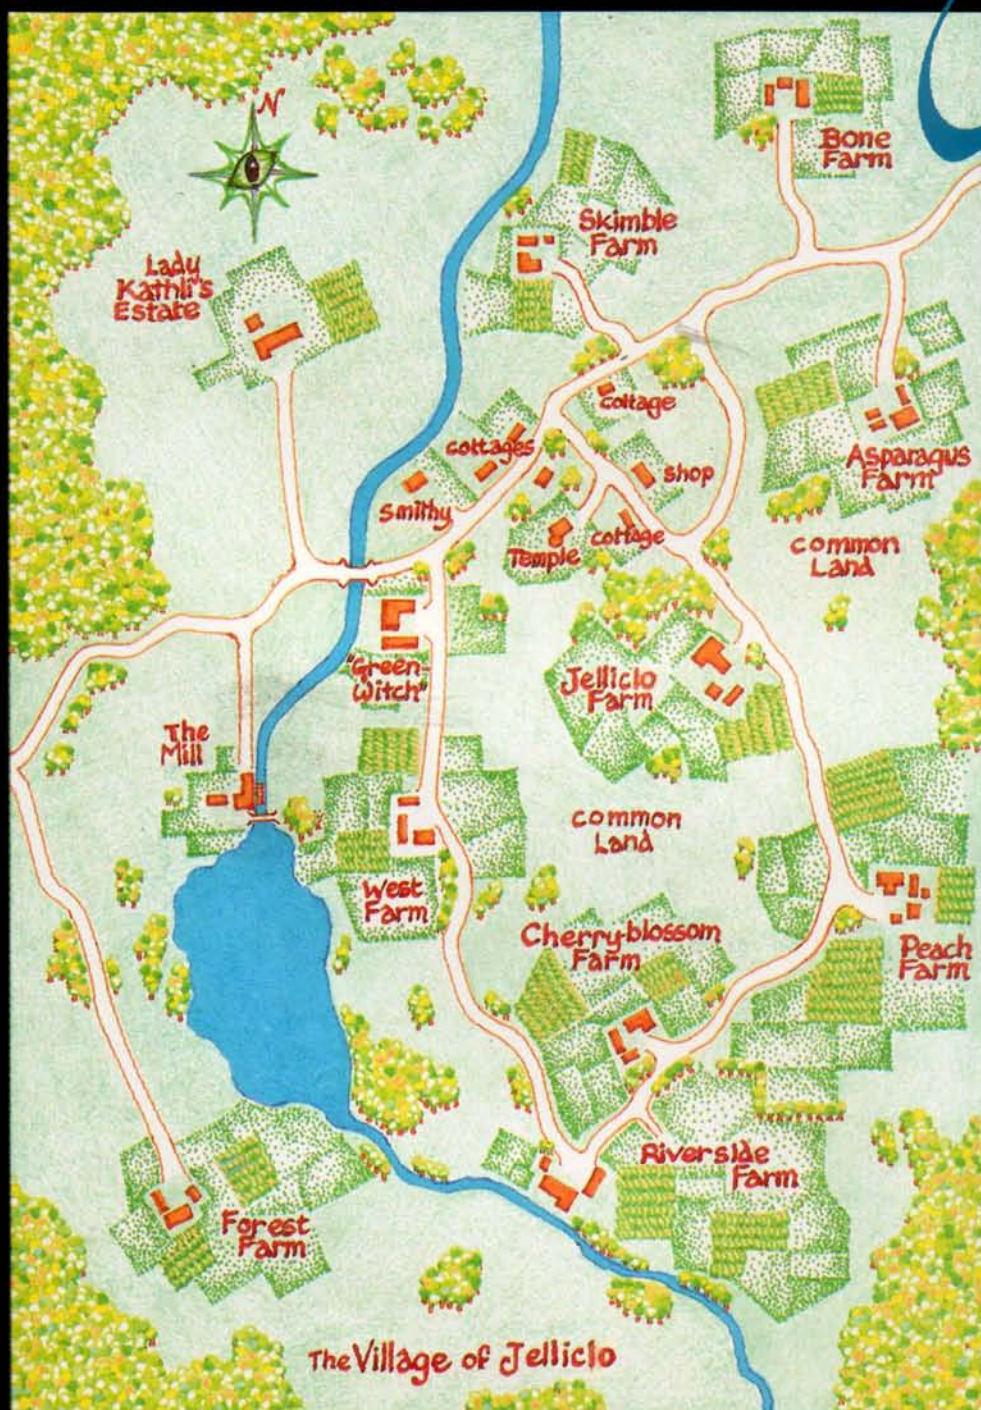 N
Bone
Farm
Skimble
Farm
Lady
Kathli's
Estate
cottage
cottages
Asparagus
Farm
shop
Smithy
cottage
Temple
common
Land
"Green-
Witch"
Jelliclo
Farm
The
Mill
common
Land
West
Farm
Cherry-blossom
Farm
Peach
Farm
Riverside
Farm
Forest
Farm
The Village of Jelliclo